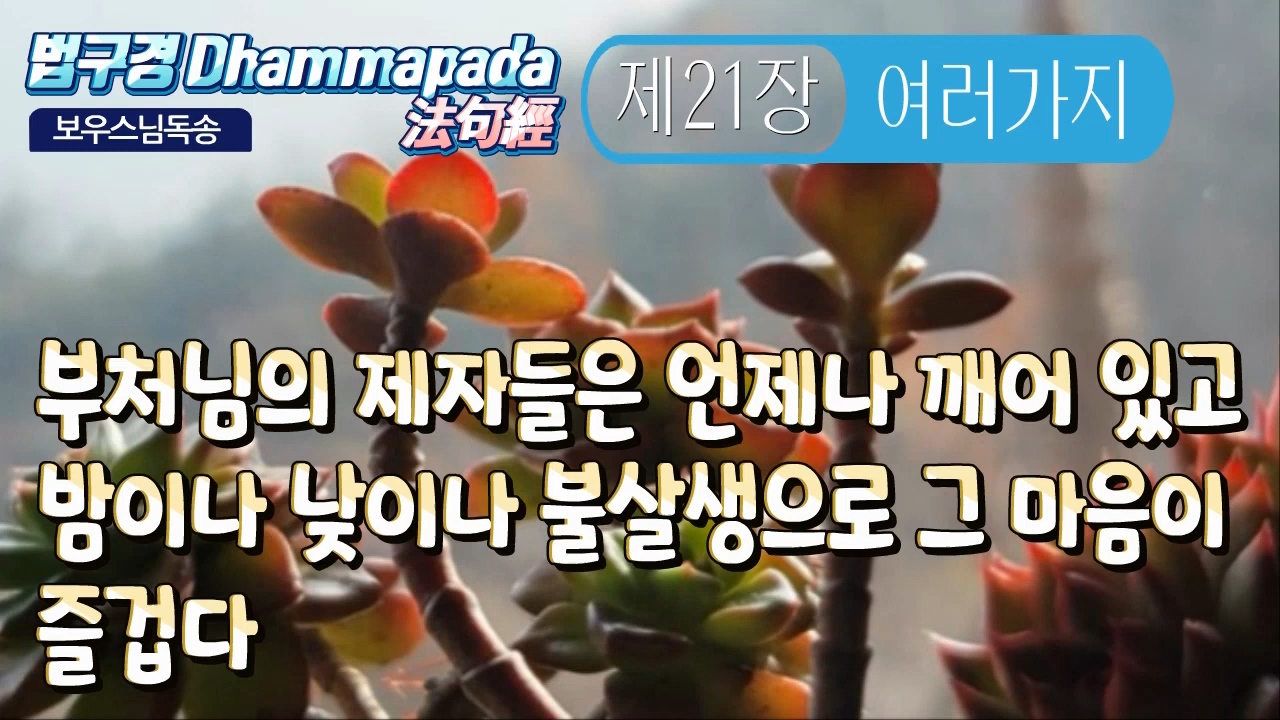 법구경 Dhammapada
法句經
보우스님독송
제21장 여러가지
부처님의 제자들은 언제나 깨어 있고
밤이나 낮이나 불살생으로 그 마음이
즐겁다